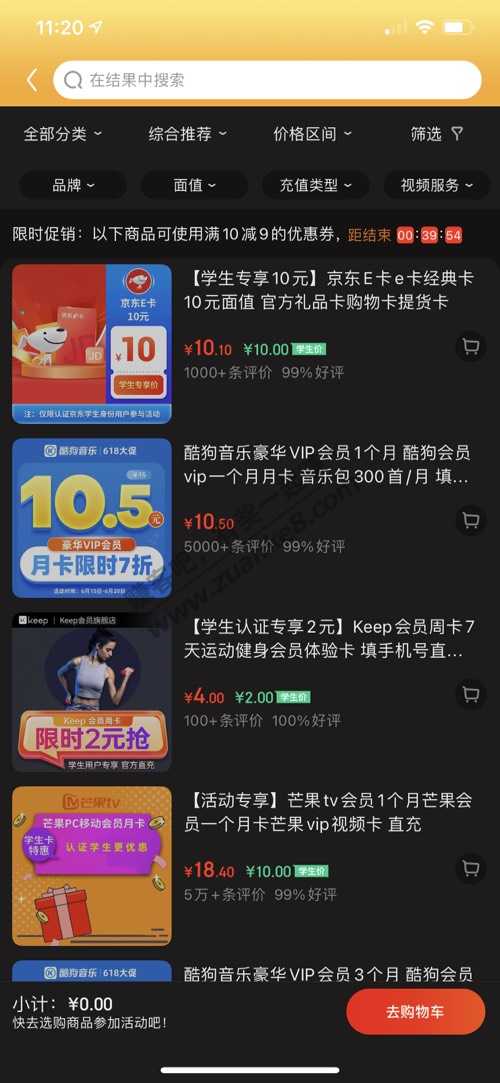 11:20
在结果中搜索
全部分类 综合推荐 价格区间 筛选
品牌 面值 充值类型 视频服务
限时促销：以下商品可使用满10减9的优惠券，距结束 00:39:54
京东E卡
10元
¥10
学生专享价
JD
注：仅限认证京东学生身份用户参与活动
【学生专享10元】京东E卡e卡经典卡
10元面值 官方礼品卡购物卡提货卡
¥10.10 ¥10.00 学生价
1000+条评价 99%好评
酷狗音乐 618大促
¥15
10.5元
豪华VIP会员
月卡限时7折
活动时间：6月15日-6月20日
酷狗音乐豪华VIP会员1个月 酷狗会员
vip一个月月卡 音乐包300首/月 填...
¥10.50
5000+条评价 99%好评
keep Keep会员旗舰店
Keep 会员周卡
限时2元抢
学生用户专享 官方直充
【学生认证专享2元】Keep会员周卡7
天运动健身会员体验卡 填手机号直...
¥4.00 ¥2.00 学生价
100+条评价 100%好评
芒果tv
芒果PC移动会员月卡
学生卡
特惠
认证学生更优惠
【活动专享】芒果tv会员1个月芒果会
员一个月卡芒果vip视频卡 直充
¥18.40 ¥10.00 学生价
5万+条评价 99%好评
酷狗音乐 618大促
酷狗音乐豪华VIP会员3个月 酷狗会员
小计：¥0.00
快去选购商品参加活动吧！
去购物车